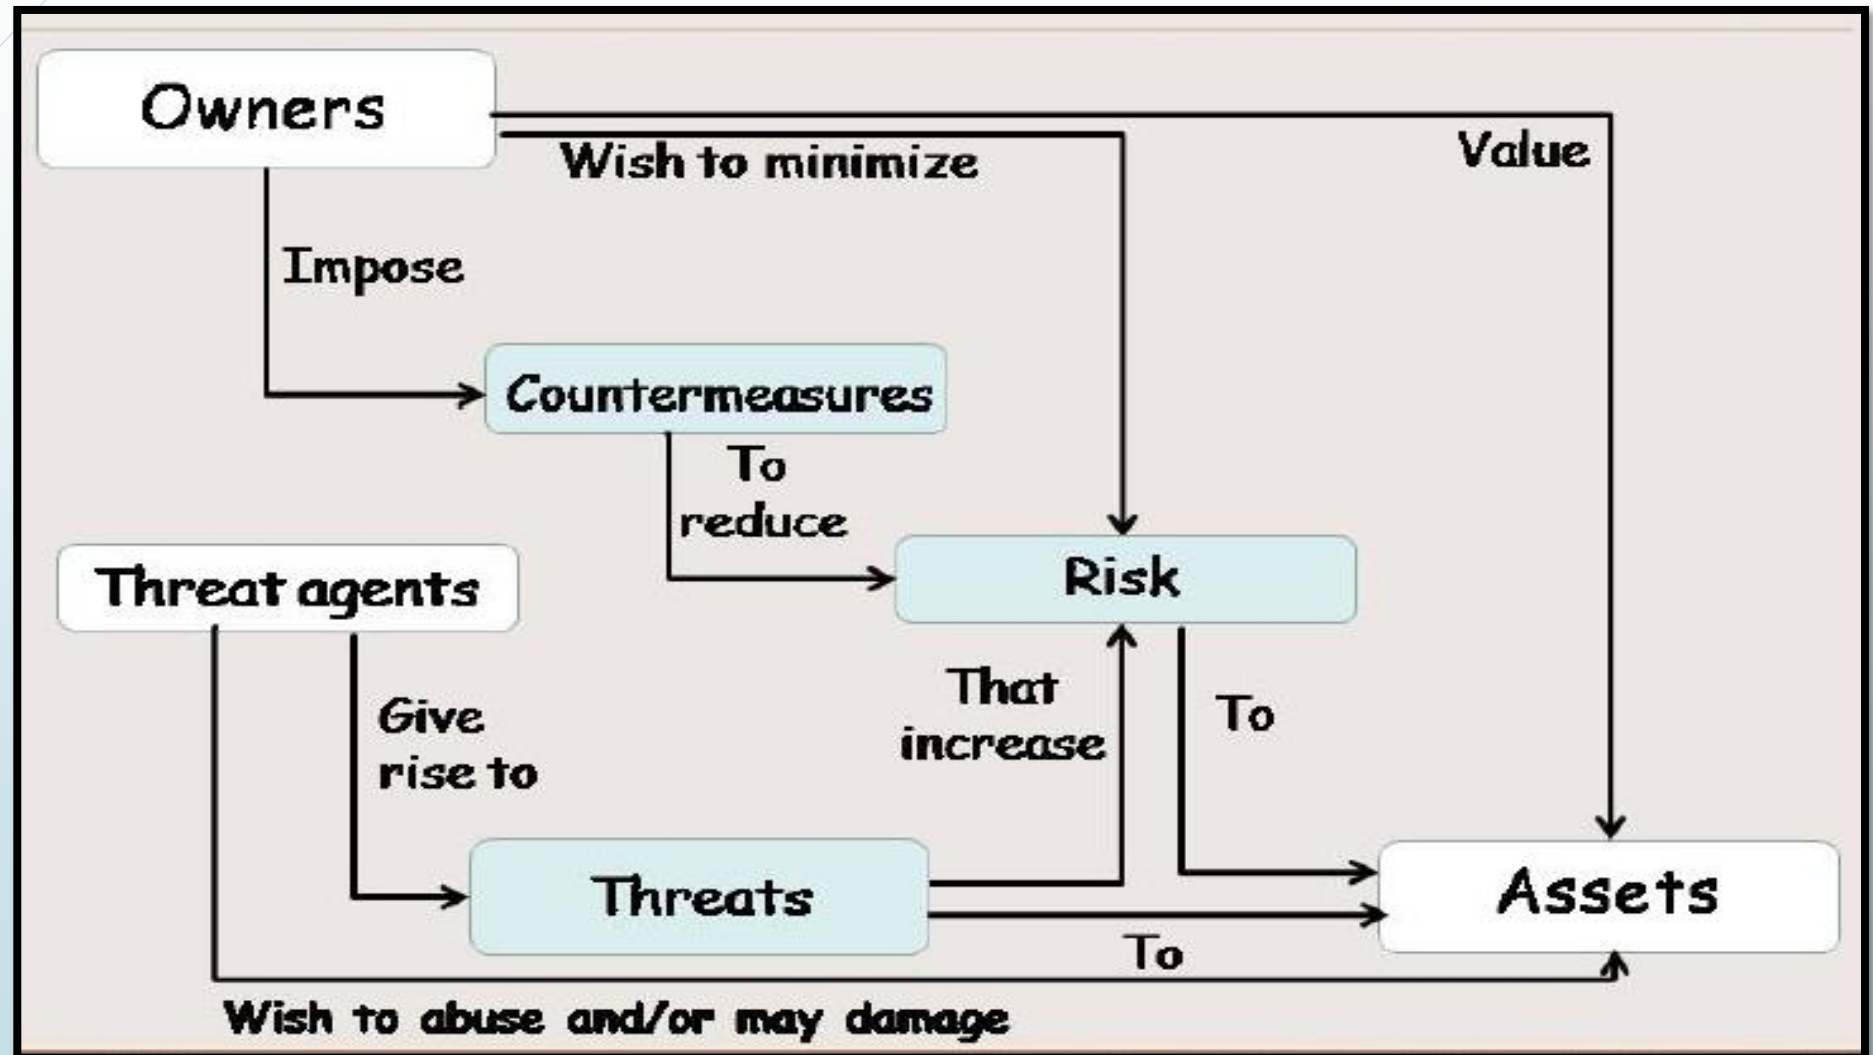 Owners
Value
Wish to minimize
Impose
Countermeasures
To
reduce
Risk
Threat agents
That
increase
To
Give
rise to
Threats
Assets
To
Wish to abuse and/or may damage